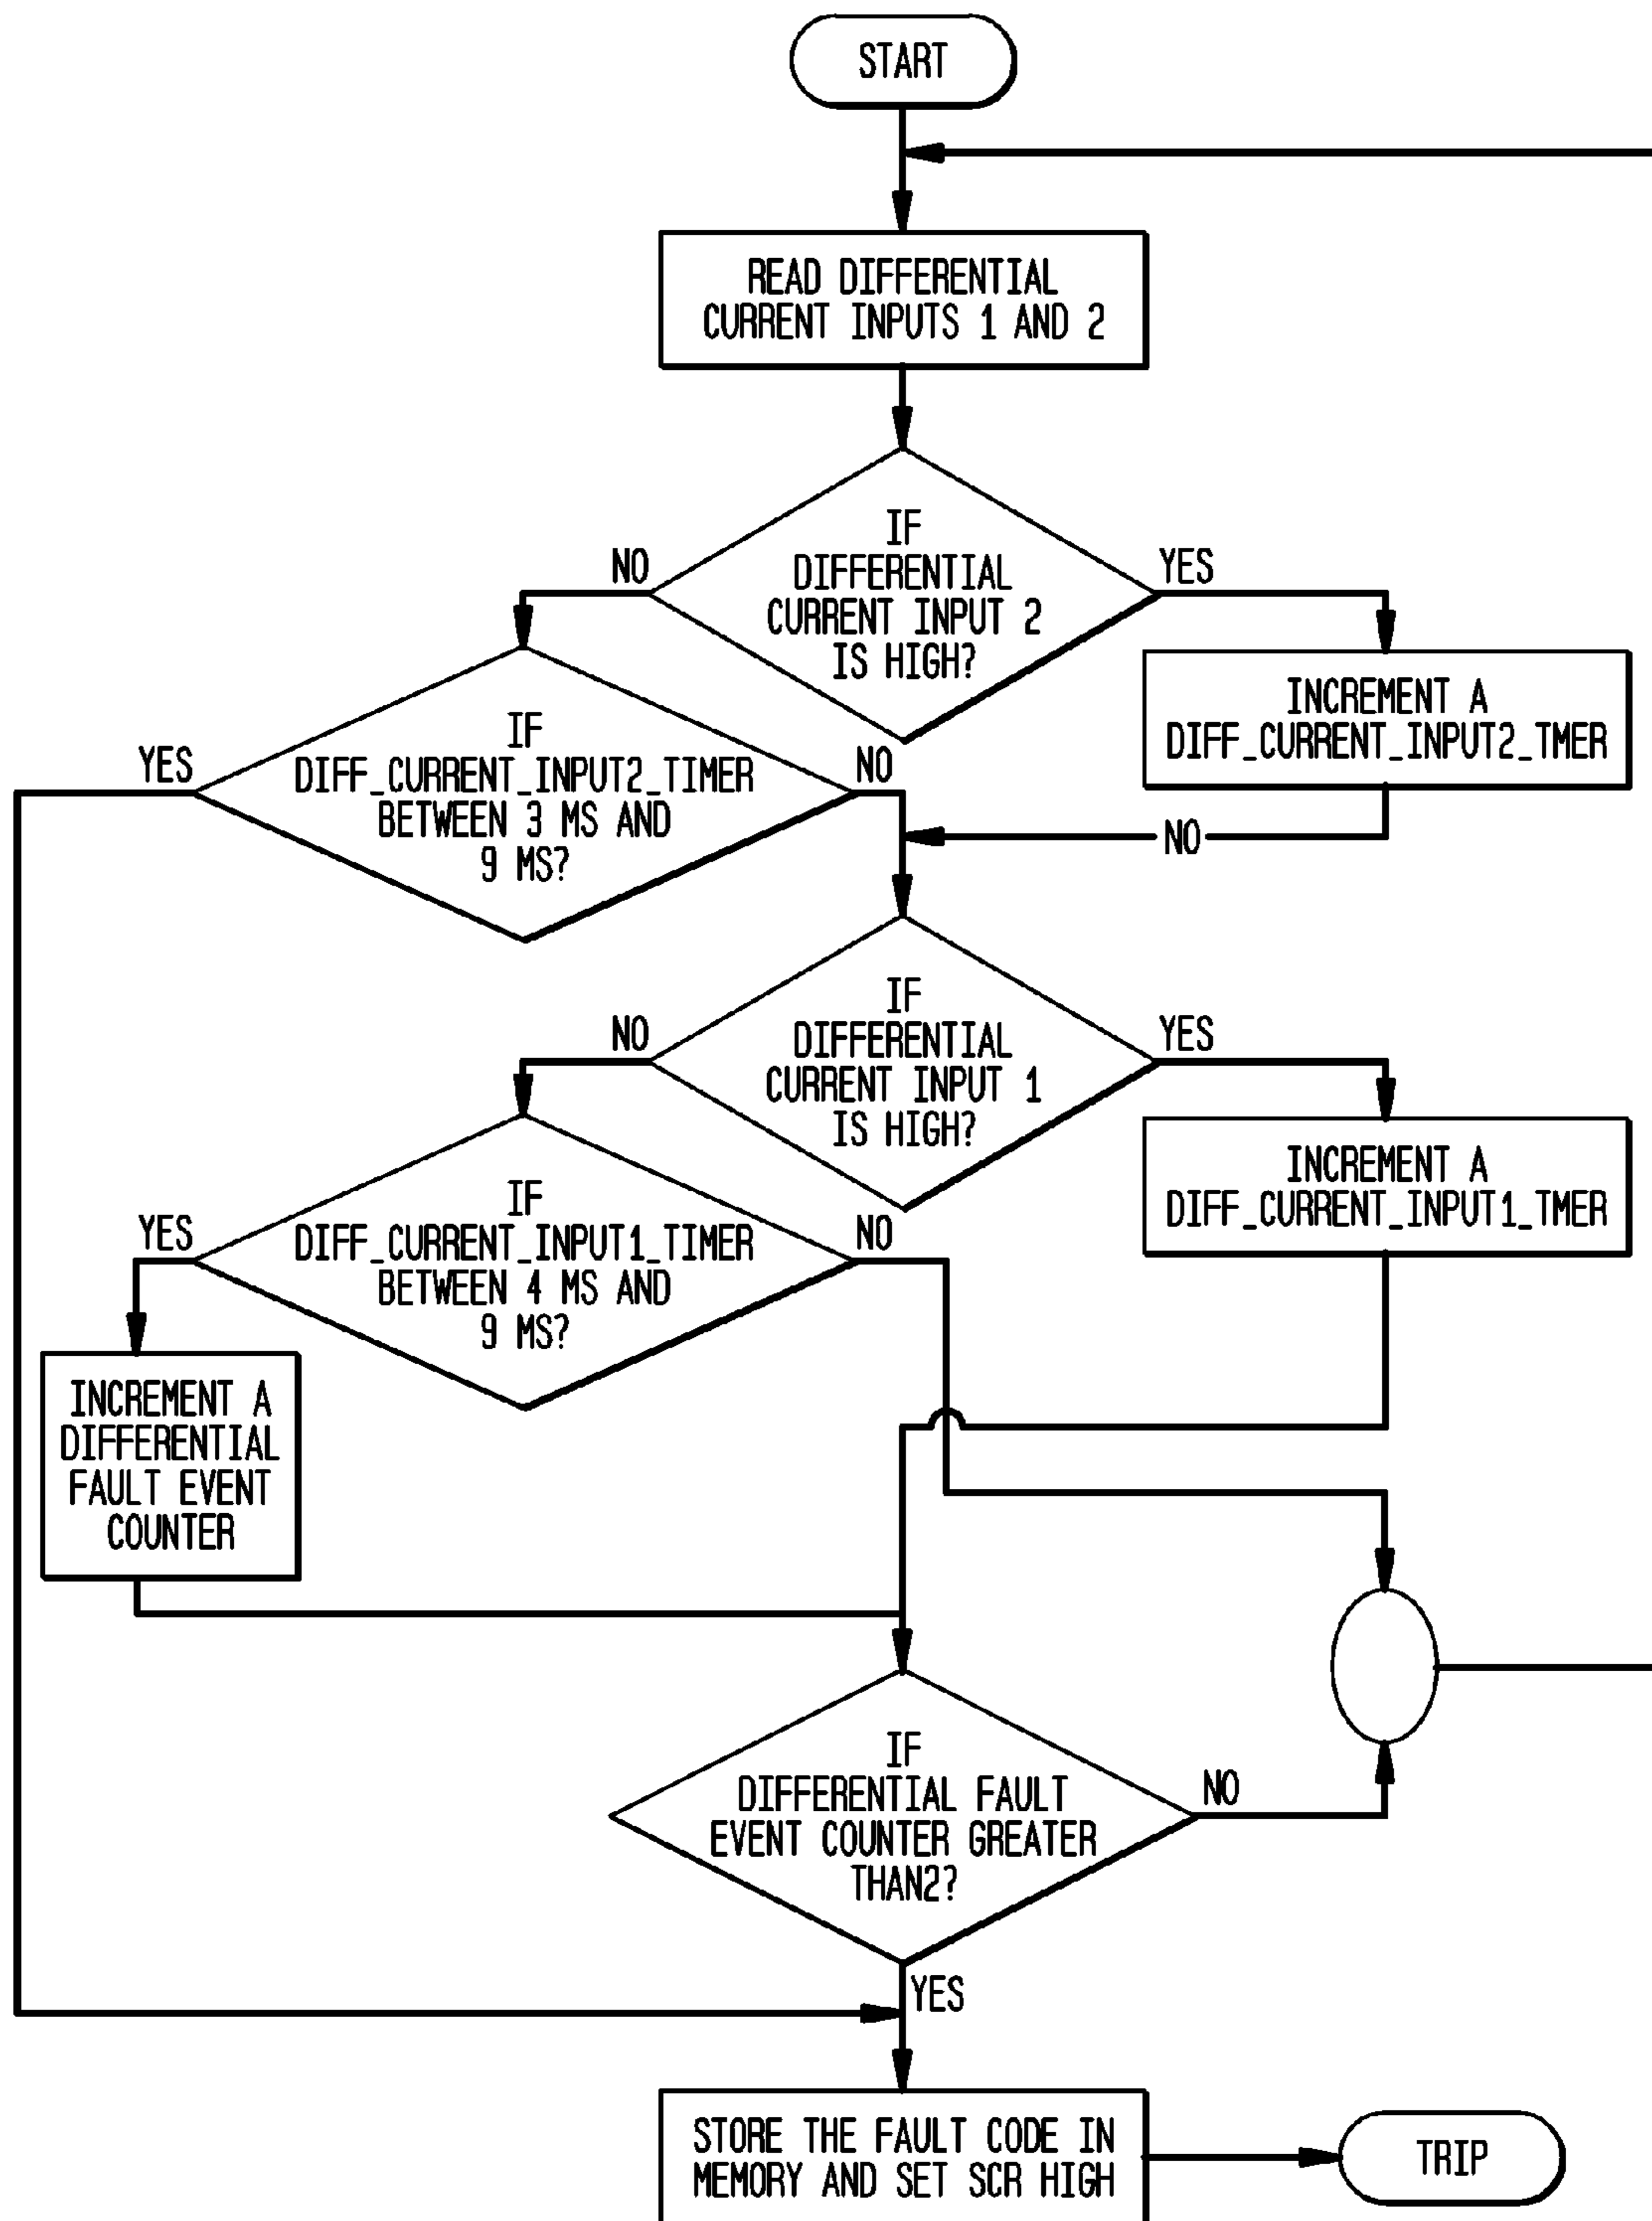 START
READ DIFFERENTIAL
CURRENT INPUTS 1 AND 2
IF
DIFFERENTIAL
CURRENT INPUT 2
IS HIGH?
NO
YES
INCREMENT A
DIFF_CURRENT_INPUT2_TMER
IF
DIFF_CURRENT_INPUT2_TIMER
BETWEEN 3 MS AND
9 MS?
YES
NO
NO
IF
DIFFERENTIAL
CURRENT INPUT 1
IS HIGH?
NO
YES
INCREMENT A
DIFF_CURRENT_INPUT1_TMER
IF
DIFF_CURRENT_INPUT1_TIMER
BETWEEN 4 MS AND
9 MS?
YES
NO
INCREMENT A
DIFFERENTIAL
FAULT EVENT
COUNTER
IF
DIFFERENTIAL FAULT
EVENT COUNTER GREATER
THAN2?
NO
YES
STORE THE FAULT CODE IN
MEMORY AND SET SCR HIGH
TRIP